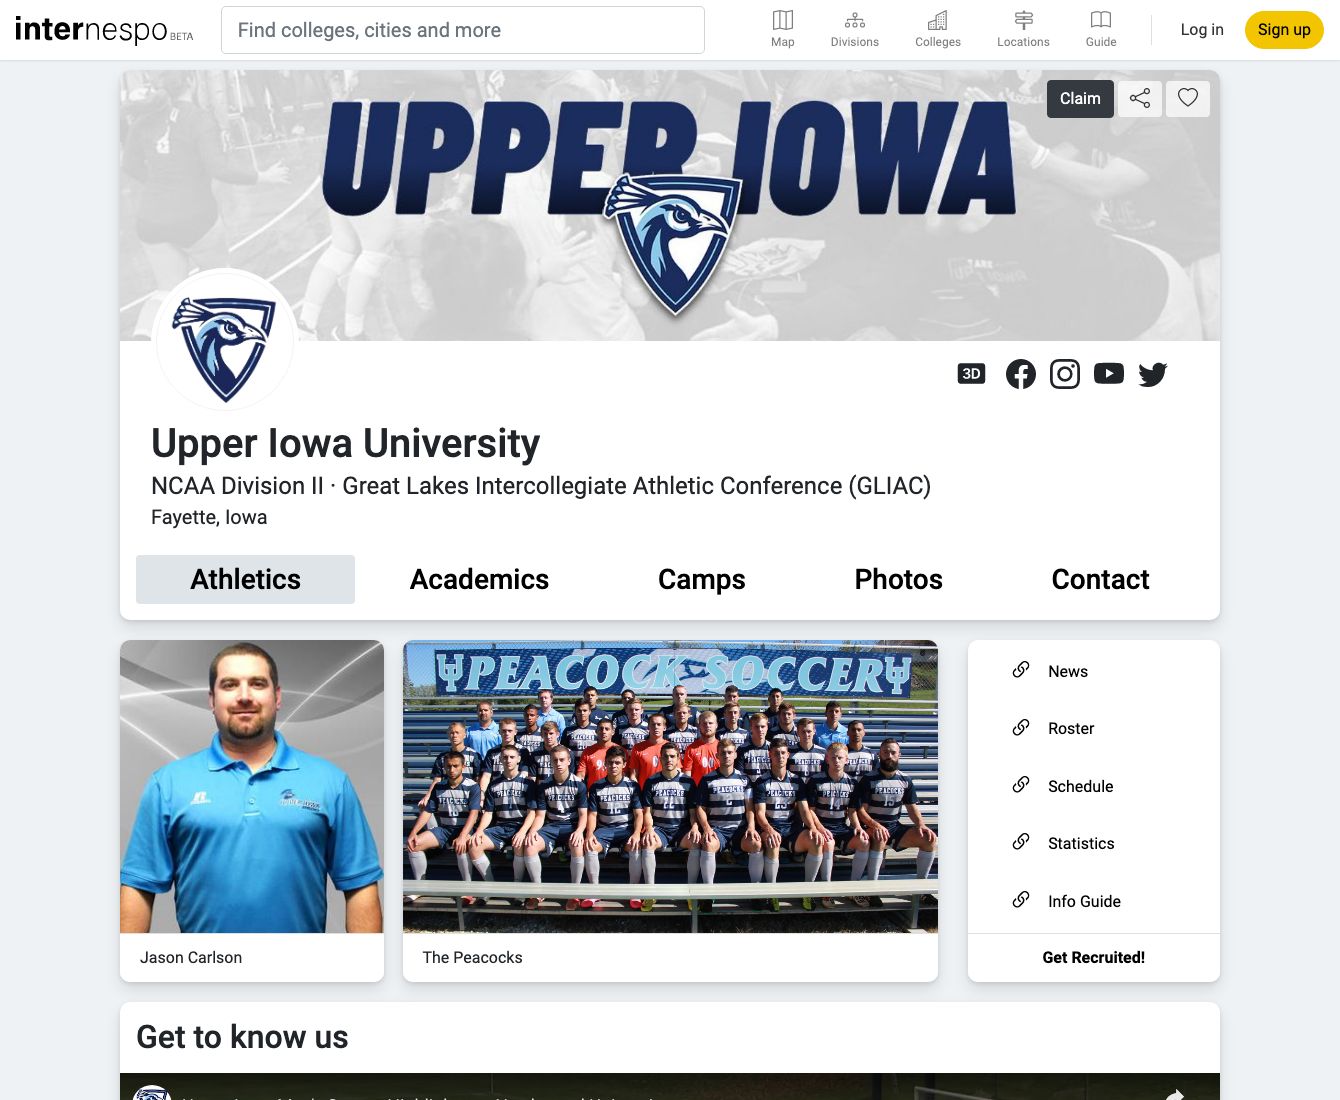 internespo BETA
Find colleges, cities and more
Map
Divisions
Colleges
Locations
Guide
Log in
Sign up
UPPER IOWA
Claim
3D
Upper Iowa University
NCAA Division II · Great Lakes Intercollegiate Athletic Conference (GLIAC)
Fayette, Iowa
Athletics
Academics
Camps
Photos
Contact
PEACOCK SOCCER
News
Roster
Schedule
Statistics
Info Guide
Jason Carlson
The Peacocks
Get Recruited!
Get to know us